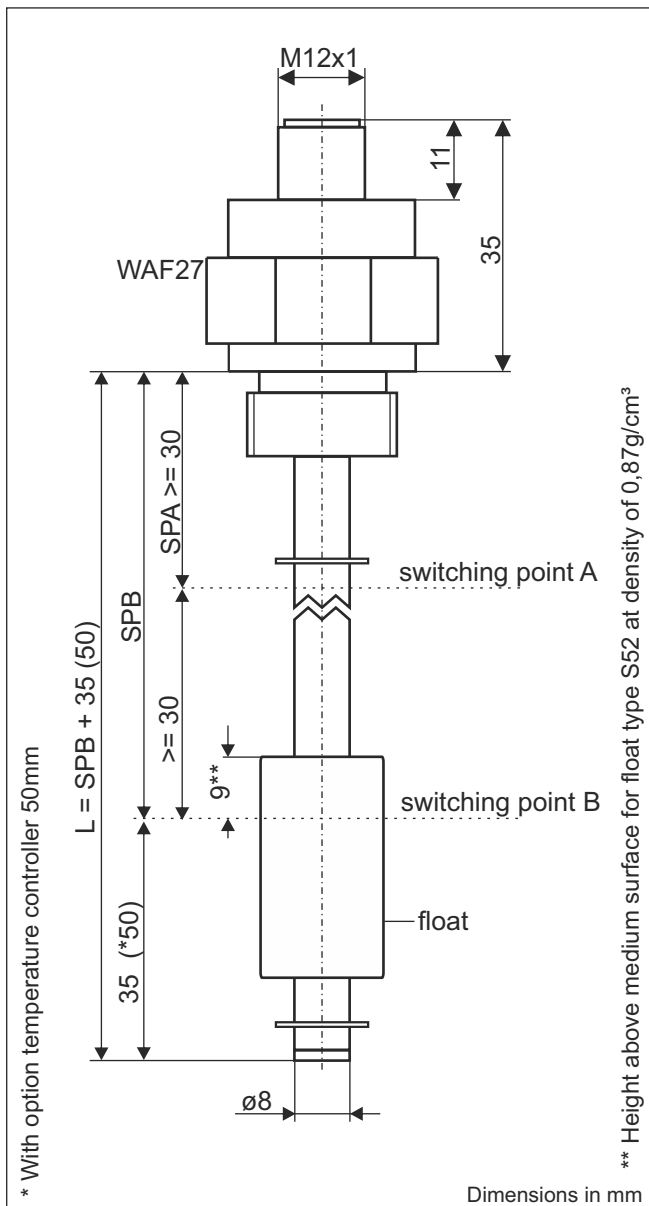 M12x1
11
35
WAF27
SPA >= 30
switching point A
SPB
L = SPB + 35 (50)
>= 30
9**
switching point B
35 (*50)
float
ø8
* With option temperature controller 50mm
** Height above medium surface for float type S52 at density of 0,87g/cm³
Dimensions in mm